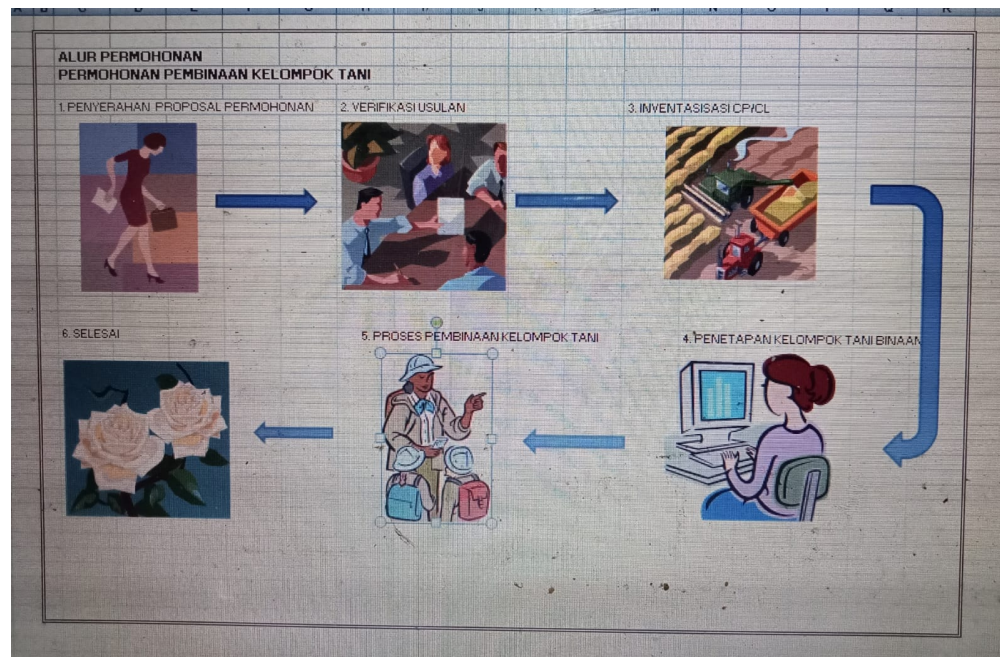 ALUR PERMOHONAN
PERMOHONAN PEMBINAAN KELOMPOK TANI
1. PENYERAHAN PROPOSAL PERMOHONAN
2. VERIFIKASI USULAN
3. INVENTASISASI CP/CL
6. SELESAI
5. PROSES PEMBINAAN KELOMPOK TANI
4. PENETAPAN KELOMPOK TANI BINAAN